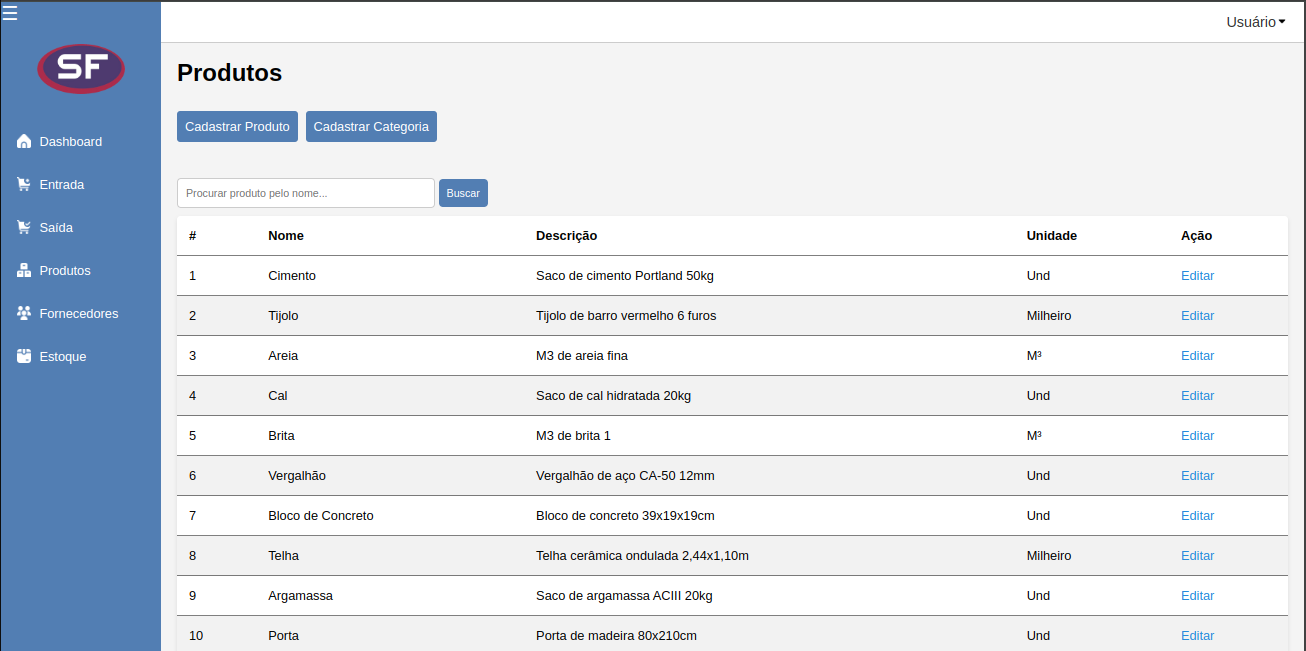 Usuário
SF
Produtos
Cadastrar Produto Cadastrar Categoria
Dashboard
Entrada
Saída
Produtos
Fornecedores
Estoque
Procurar produto pelo nome... Buscar
# Nome Descrição Unidade Ação
1 Cimento Saco de cimento Portland 50kg Und Editar
2 Tijolo Tijolo de barro vermelho 6 furos Milheiro Editar
3 Areia M3 de areia fina M³ Editar
4 Cal Saco de cal hidratada 20kg Und Editar
5 Brita M3 de brita 1 M³ Editar
6 Vergalhão Vergalhão de aço CA-50 12mm Und Editar
7 Bloco de Concreto Bloco de concreto 39x19x19cm Und Editar
8 Telha Telha cerâmica ondulada 2,44x1,10m Milheiro Editar
9 Argamassa Saco de argamassa ACIII 20kg Und Editar
10 Porta Porta de madeira 80x210cm Und Editar